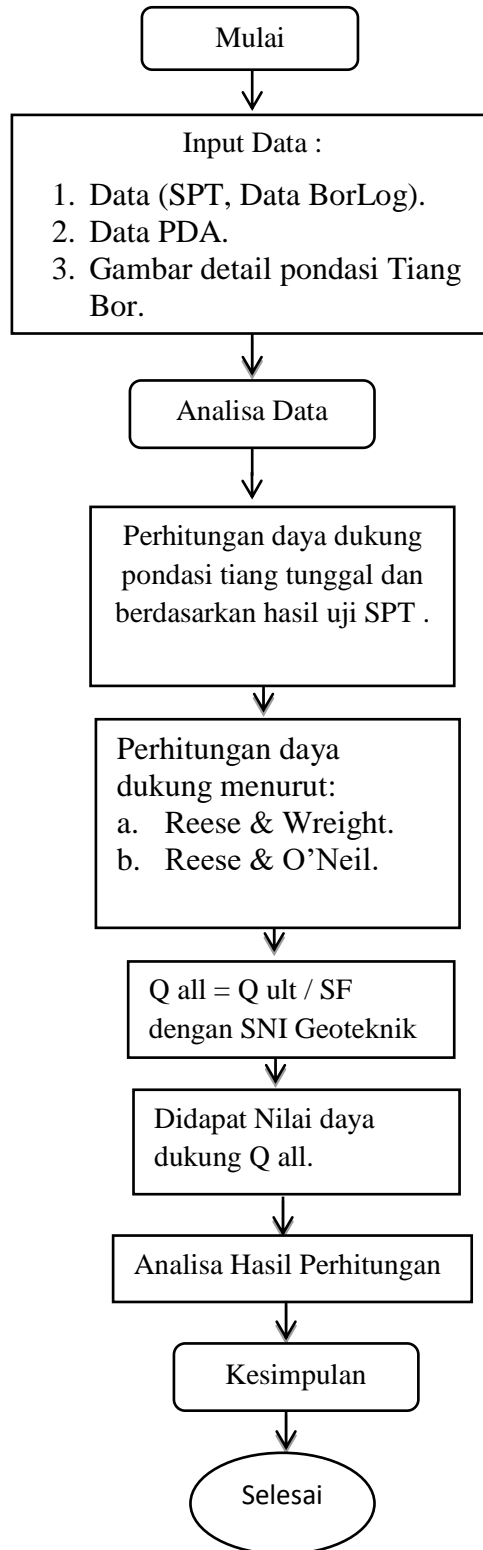 Mulai
Input Data :
1. Data (SPT, Data BorLog).
2. Data PDA.
3. Gambar detail pondasi Tiang
Bor.
Analisa Data
Perhitungan daya dukung
pondasi tiang tunggal dan
berdasarkan hasil uji SPT .
Perhitungan daya
dukung menurut:
a. Reese & Wreight.
b. Reese & O’Neil.
Q all = Q ult / SF
dengan SNI Geoteknik
Didapat Nilai daya
dukung Q all.
Analisa Hasil Perhitungan
Kesimpulan
Selesai